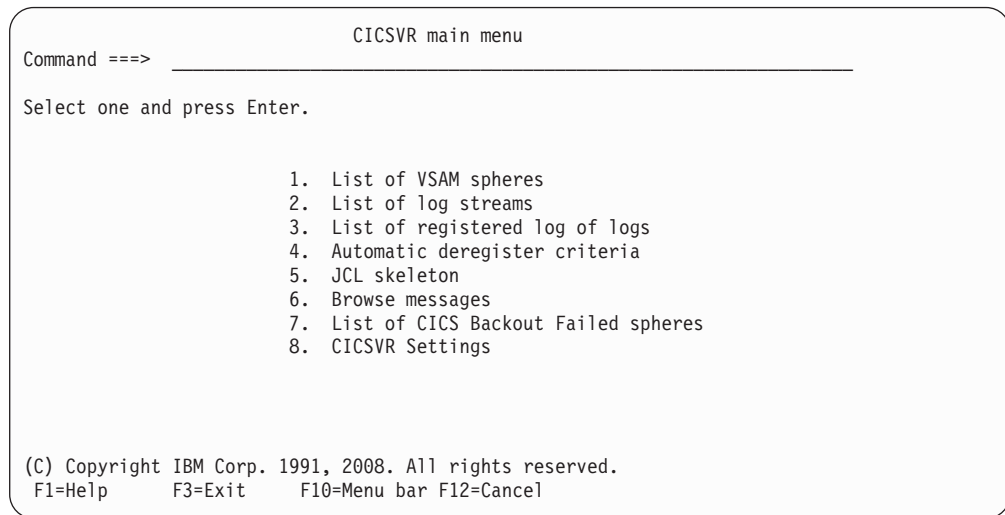 CICSVR main menu
Command ===> ________________________________________________________________
Select one and press Enter.
1. List of VSAM spheres
2. List of log streams
3. List of registered log of logs
4. Automatic deregister criteria
5. JCL skeleton
6. Browse messages
7. List of CICS Backout Failed spheres
8. CICSVR Settings
(C) Copyright IBM Corp. 1991, 2008. All rights reserved.
F1=Help F3=Exit F10=Menu bar F12=Cancel